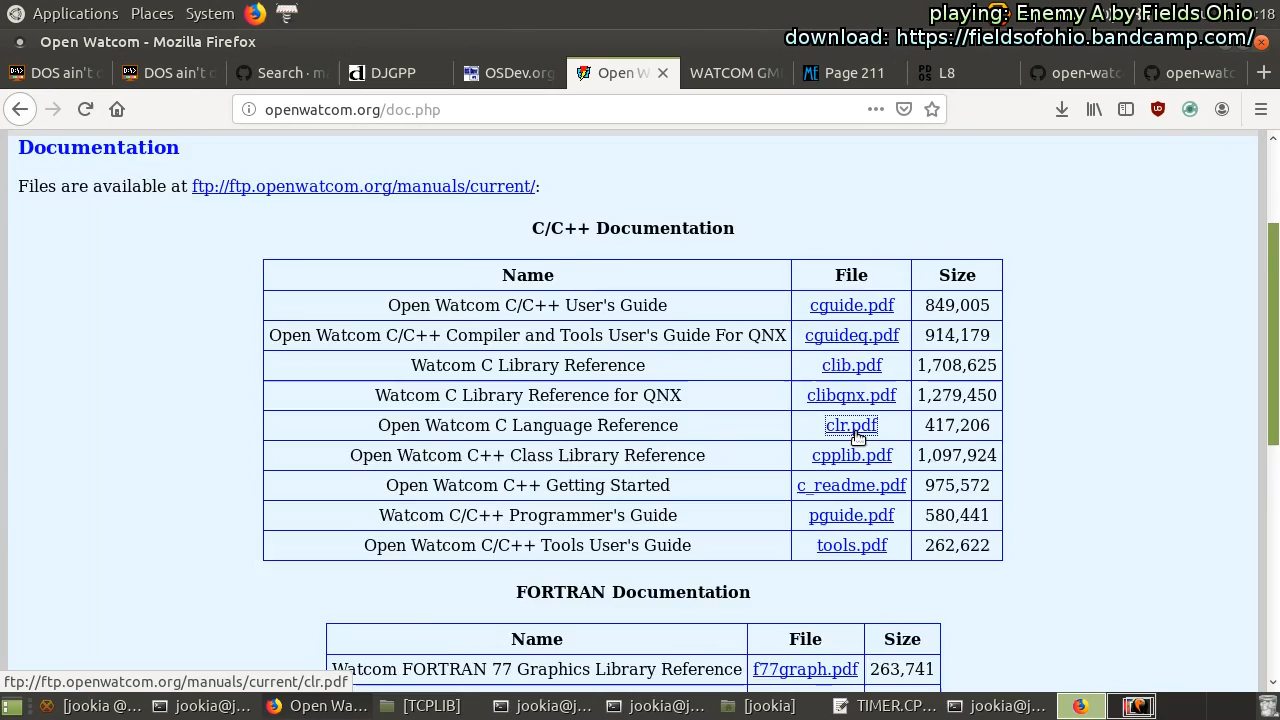 Applications Places System
playing: Enemy A by Fields Ohio
Open Watcom - Mozilla Firefox
download: https://fieldsofohio.bandcamp.com/
DOS ain't DOS ain't Search · m DJGPP OSDev.org Open W WATCOM GM Page 211 L8 open-watc open-watc
openwatcom.org/doc.php
Documentation
Files are available at ftp://ftp.openwatcom.org/manuals/current/:
C/C++ Documentation
Name File Size
Open Watcom C/C++ User's Guide cguide.pdf 849,005
Open Watcom C/C++ Compiler and Tools User's Guide For QNX cguideq.pdf 914,179
Watcom C Library Reference clib.pdf 1,708,625
Watcom C Library Reference for QNX clibqnx.pdf 1,279,450
Open Watcom C Language Reference clr.pdf 417,206
Open Watcom C++ Class Library Reference cpplib.pdf 1,097,924
Open Watcom C++ Getting Started c_readme.pdf 975,572
Watcom C/C++ Programmer's Guide pguide.pdf 580,441
Open Watcom C/C++ Tools User's Guide tools.pdf 262,622
FORTRAN Documentation
Name File Size
Watcom FORTRAN 77 Graphics Library Reference f77graph.pdf 263,741
ftp://ftp.openwatcom.org/manuals/current/clr.pdf
[jookia @... jookia@j... Open Wa... [TCPLIB] jookia@j... jookia@j... [jookia] TIMER.CP... jookia@j...